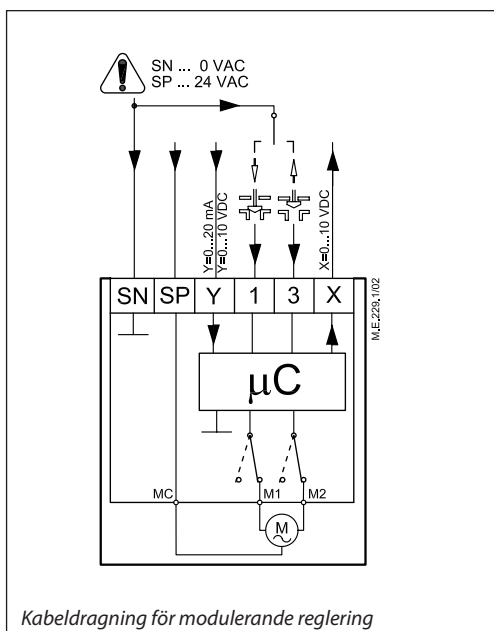 SN ... 0 VAC
SP ... 24 VAC
Y=0...20 mA
Y=0...10 VDC
X=0...10 VDC
SN SP Y 1 3 X
M.E.229.1/02
µC
MC M1 M2
M
Kabeldragning för modulerande reglering